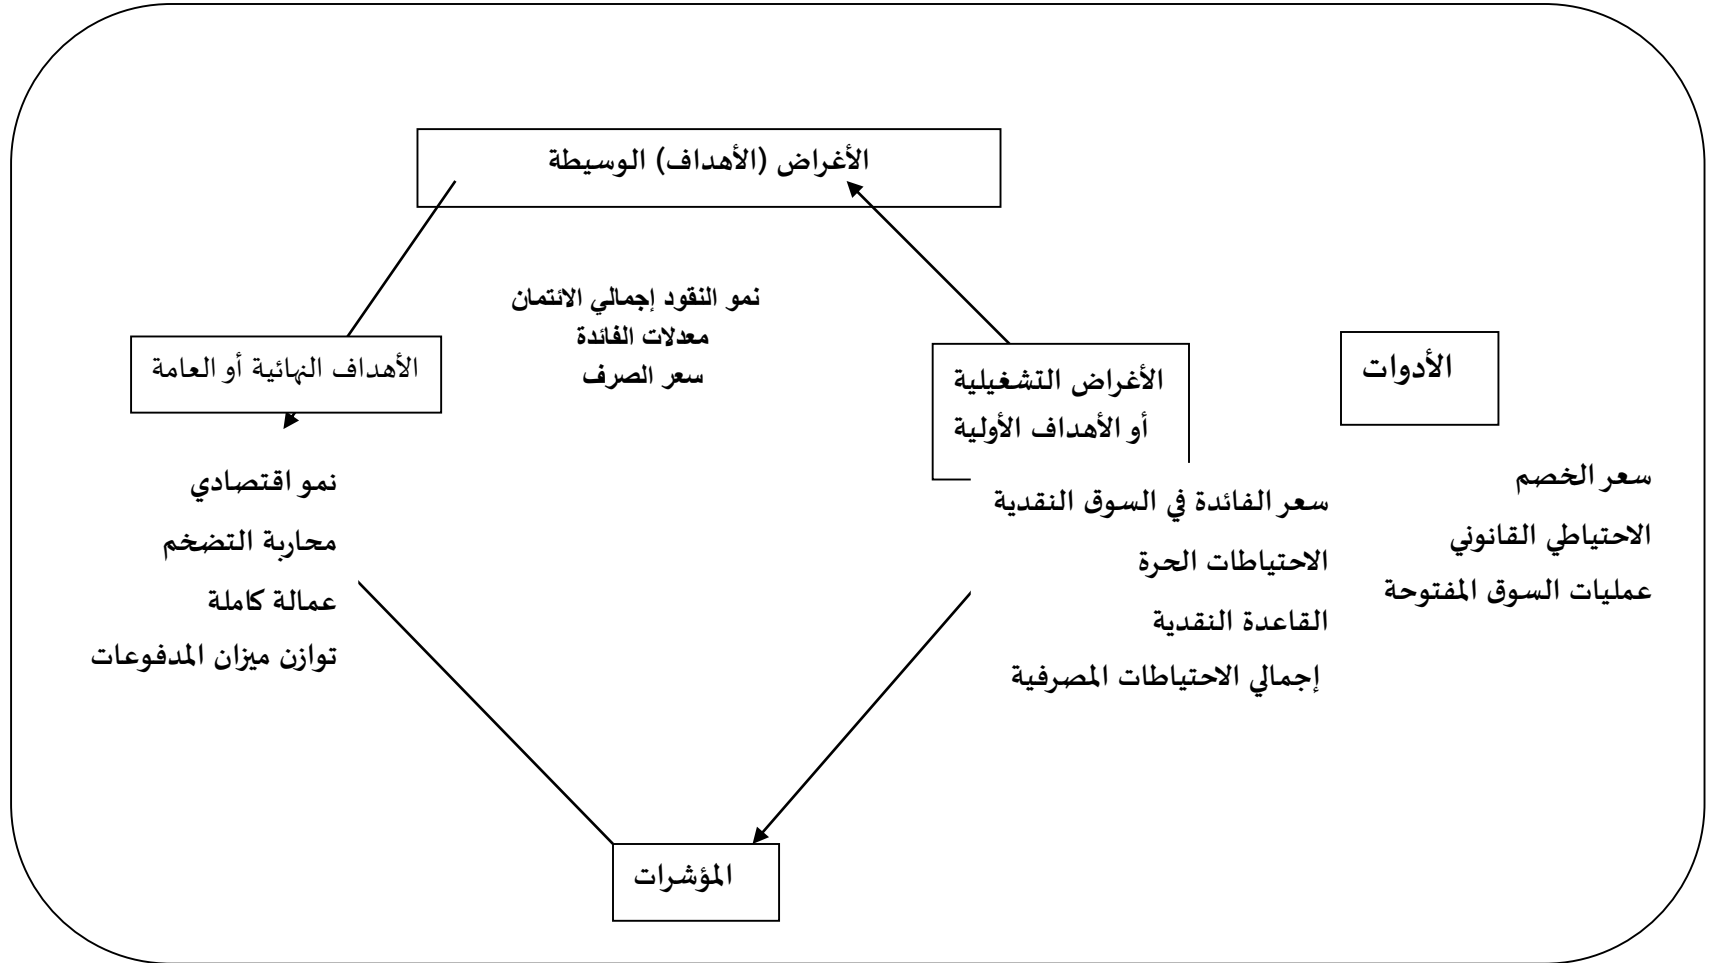 الأغراض (الأهداف) الوسيطة
نمو النقود إجمالي الائتمان
معدلات الفائدة
سعر الصرف
الأدوات
سعر الخصم
الاحتياطي القانوني
عمليات السوق المفتوحة
الأغراض التشغيلية
أو الأهداف الأولية
سعر الفائدة في السوق النقدية
الاحتياطات الحرة
القاعدة النقدية
إجمالي الاحتياطات المصرفية
الأهداف النهائية أو العامة
نمو اقتصادي
محاربة التضخم
عمالة كاملة
توازن ميزان المدفوعات
المؤشرات